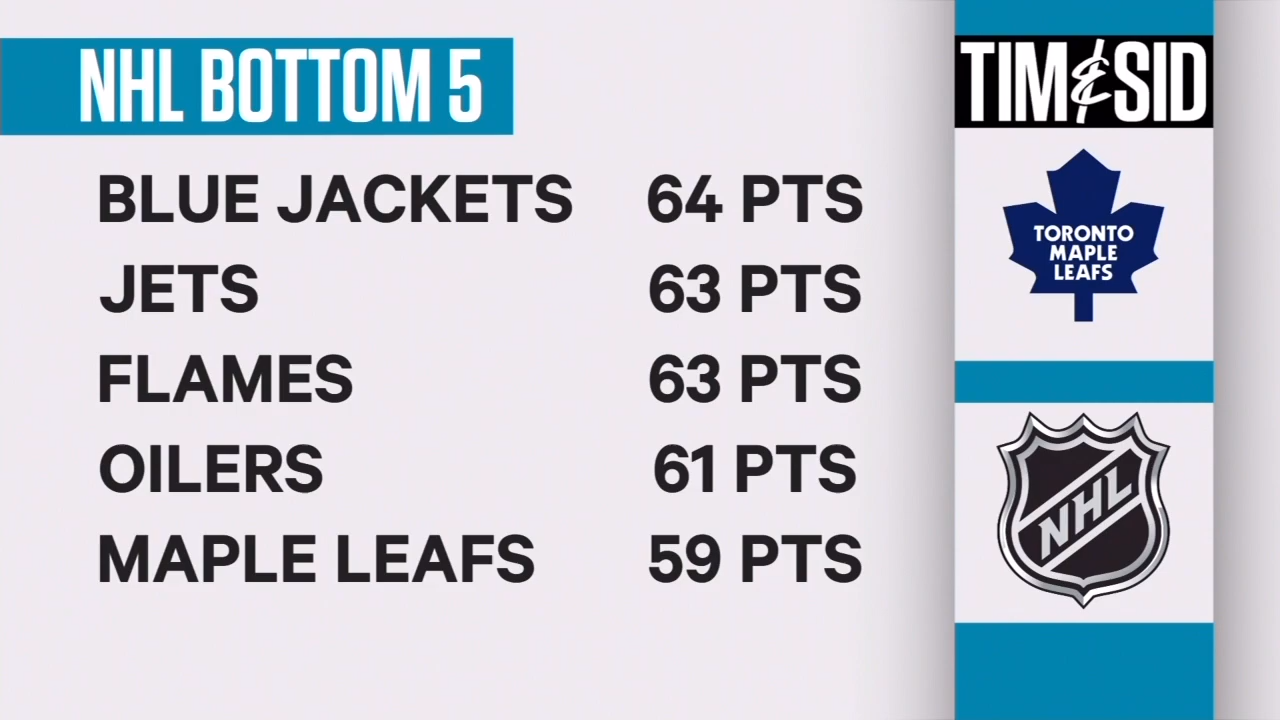 NHL BOTTOM 5
TIM & SID
BLUE JACKETS 64 PTS
JETS 63 PTS
FLAMES 63 PTS
OILERS 61 PTS
MAPLE LEAFS 59 PTS
TORONTO
MAPLE
LEAFS
NHL